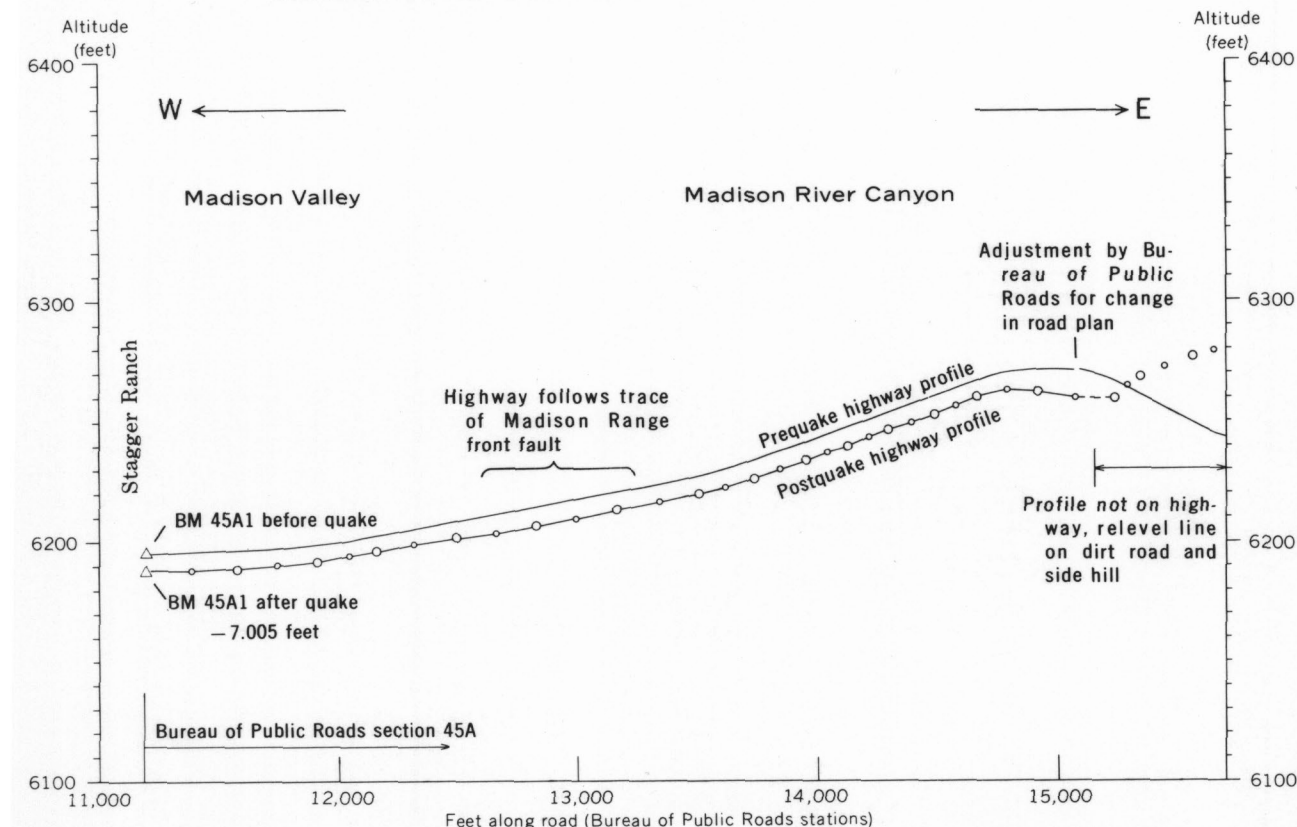 Altitude
(feet)
Altitude
(feet)
6400
6400
W
E
Madison Valley
Madison River Canyon
Adjustment by Bu-
reau of Public
Roads for change
in road plan
6300
6300
Stagger Ranch
Highway follows trace
of Madison Range
front fault
Prequake highway profile
Postquake highway profile
BM 45A1 before quake
6200
6200
BM 45A1 after quake
−7.005 feet
Profile not on high-
way, relevel line
on dirt road and
side hill
Bureau of Public Roads section 45A
6100
6100
11,000
12,000
13,000
14,000
15,000
Feet along road (Bureau of Public Roads stations)